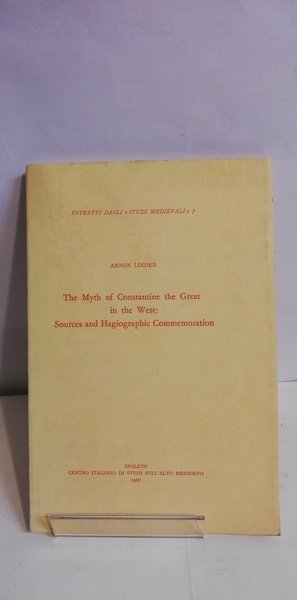 ESTRATTI DAGLI « STUDI MEDIEVALI » 7
AMNON LINDER
The Myth of Constantine the Great
in the West:
Sources and Hagiographic Commemoration
SPOLETO
CENTRO ITALIANO DI STUDI SULL'ALTO MEDIOEVO
1987